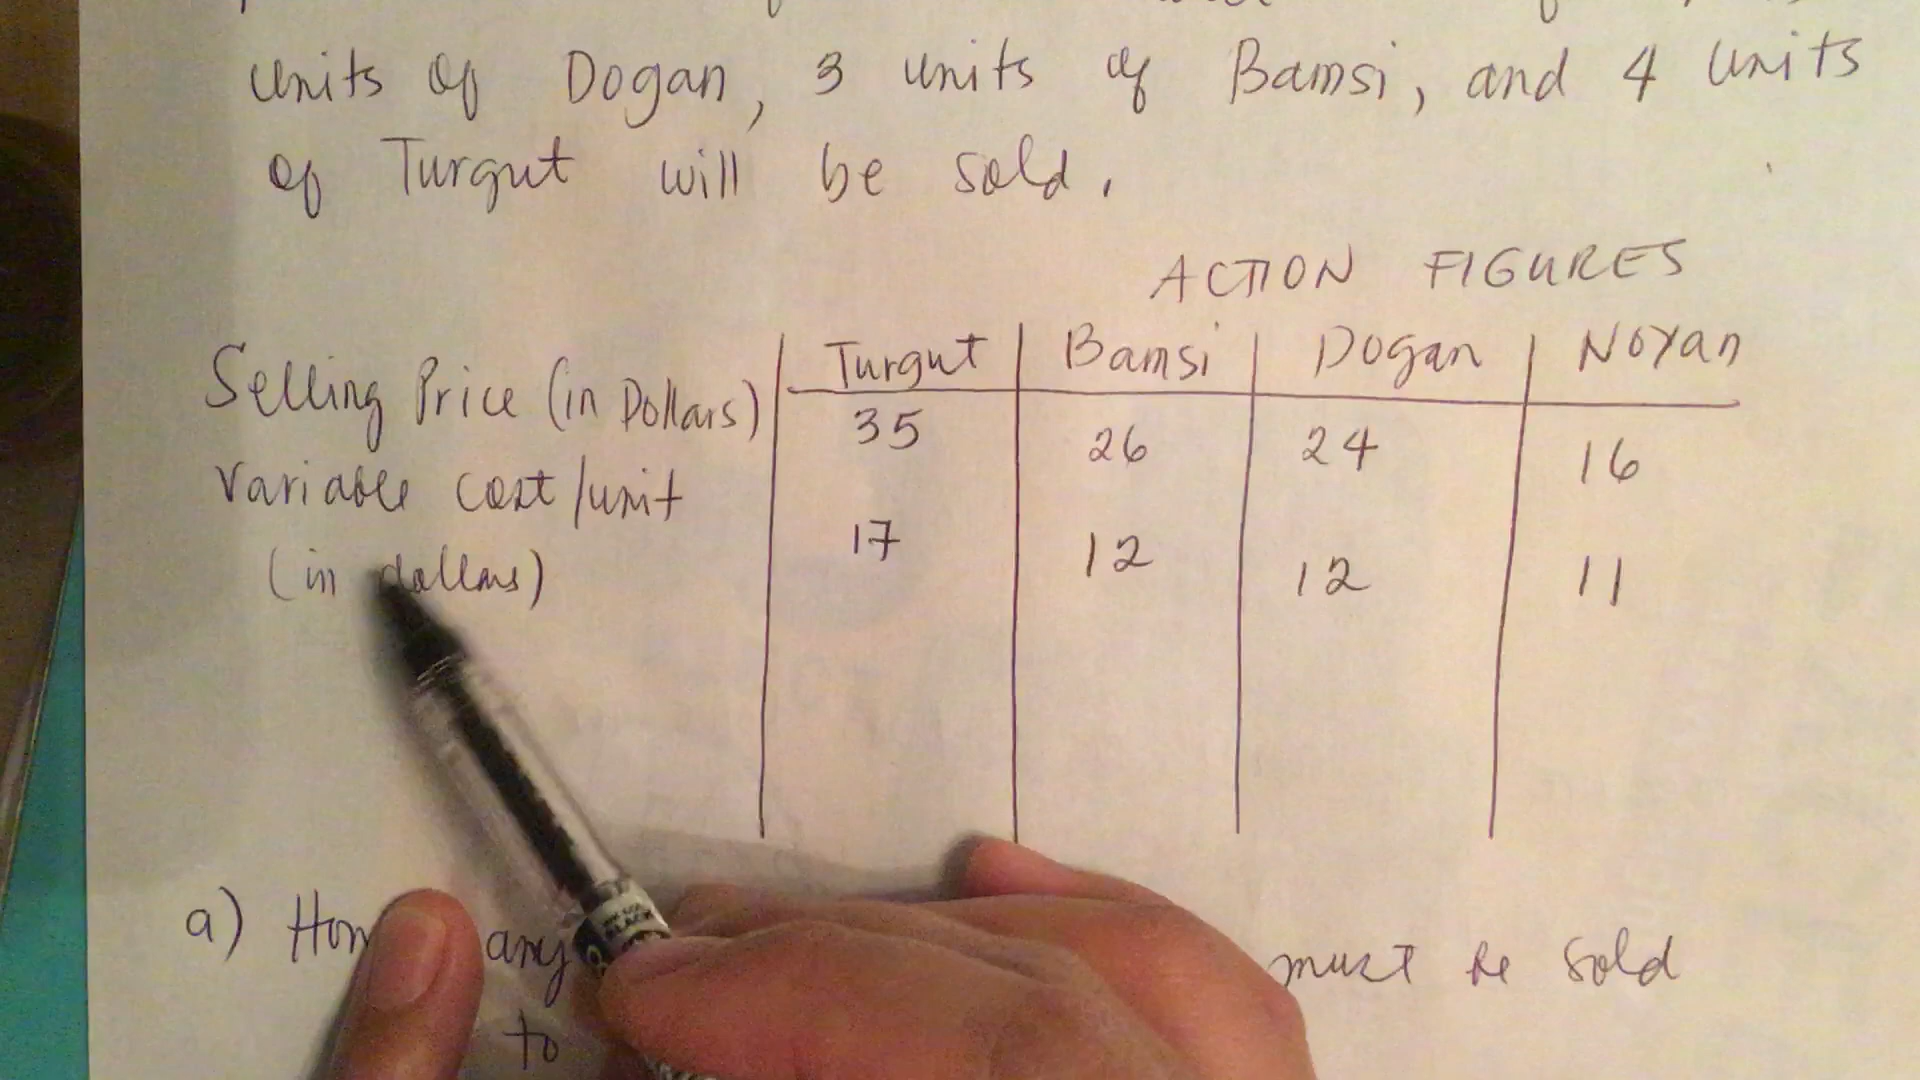 units of Dogan, 3 units of Bamsi, and 4 units
of Turgut will be sold.
ACTION FIGURES
Turgut Bamsi Dogan Noyan
Selling Price (in Dollars) 35 26 24 16
Variable cost/unit
(in dollars) 17 12 12 11
a) must be sold
to